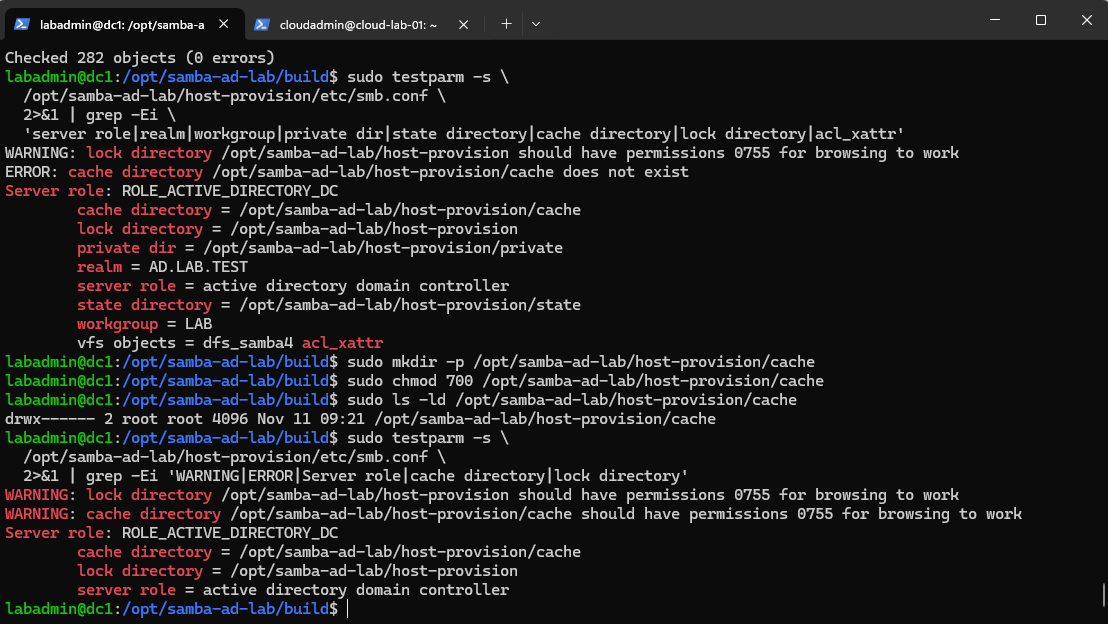 labadmin@dc1: /opt/samba-a
cloudadmin@cloud-lab-01: ~
Checked 282 objects (0 errors)
labadmin@dc1:/opt/samba-ad-lab/build$ sudo testparm -s \
  /opt/samba-ad-lab/host-provision/etc/smb.conf \
  2>&1 | grep -Ei \
  'server role|realm|workgroup|private dir|state directory|cache directory|lock directory|acl_xattr'
WARNING: lock directory /opt/samba-ad-lab/host-provision should have permissions 0755 for browsing to work
ERROR: cache directory /opt/samba-ad-lab/host-provision/cache does not exist
Server role: ROLE_ACTIVE_DIRECTORY_DC
        cache directory = /opt/samba-ad-lab/host-provision/cache
        lock directory = /opt/samba-ad-lab/host-provision
        private dir = /opt/samba-ad-lab/host-provision/private
        realm = AD.LAB.TEST
        server role = active directory domain controller
        state directory = /opt/samba-ad-lab/host-provision/state
        workgroup = LAB
        vfs objects = dfs_samba4 acl_xattr
labadmin@dc1:/opt/samba-ad-lab/build$ sudo mkdir -p /opt/samba-ad-lab/host-provision/cache
labadmin@dc1:/opt/samba-ad-lab/build$ sudo chmod 700 /opt/samba-ad-lab/host-provision/cache
labadmin@dc1:/opt/samba-ad-lab/build$ sudo ls -ld /opt/samba-ad-lab/host-provision/cache
drwx------ 2 root root 4096 Nov 11 09:21 /opt/samba-ad-lab/host-provision/cache
labadmin@dc1:/opt/samba-ad-lab/build$ sudo testparm -s \
  /opt/samba-ad-lab/host-provision/etc/smb.conf \
  2>&1 | grep -Ei 'WARNING|ERROR|Server role|cache directory|lock directory'
WARNING: lock directory /opt/samba-ad-lab/host-provision should have permissions 0755 for browsing to work
WARNING: cache directory /opt/samba-ad-lab/host-provision/cache should have permissions 0755 for browsing to work
Server role: ROLE_ACTIVE_DIRECTORY_DC
        cache directory = /opt/samba-ad-lab/host-provision/cache
        lock directory = /opt/samba-ad-lab/host-provision
        server role = active directory domain controller
labadmin@dc1:/opt/samba-ad-lab/build$